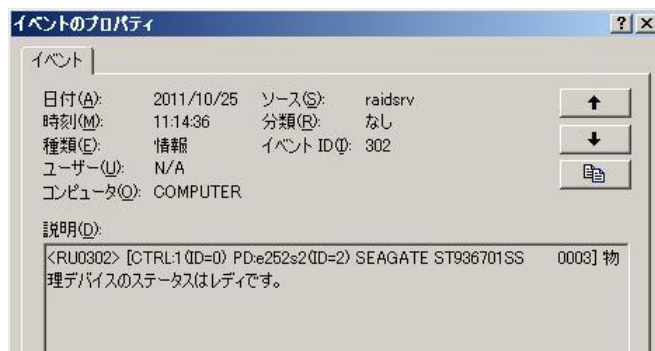 イベントのプロパティ
イベント
日付(A): 2011/10/25 ソース(S): raidsrv
時刻(M): 11:14:36 分類(R): なし
種類(E): 情報 イベント ID(I): 302
ユーザー(U): N/A
コンピュータ(O): COMPUTER
説明(D):
<RU0302> [CTRL:1(ID=0) PD:e252s2(ID=2) SEAGATE ST936701SS 0003] 物
理デバイスのステータスはレディです。